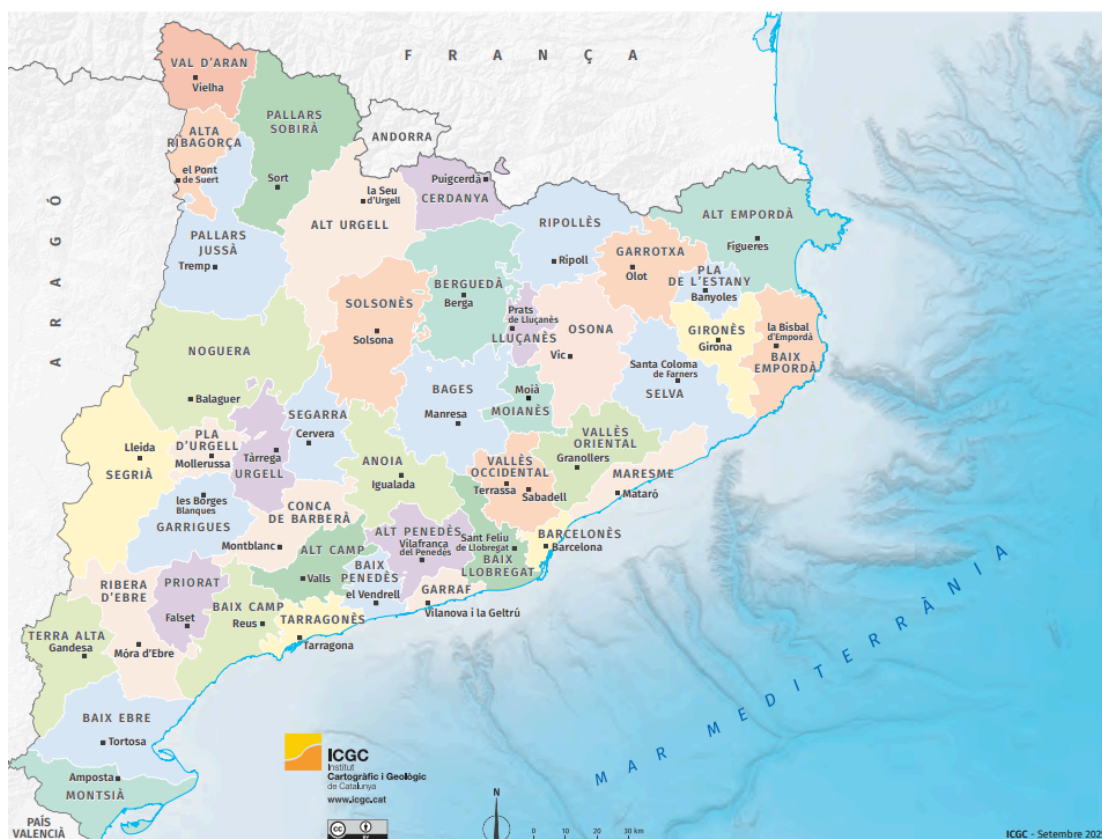 FRANÇA
VAL D'ARAN
Vielha
PALLARS
SOBIRÀ
ALTA
RIBAGORÇA
ANDORRA
el Pont
de Suert
Sort
la Seu
d'Urgell
Puigcerdà
CERDANYA
ARAGÓ
ALT URGELL
RIPOLLÈS
ALT EMPORDÀ
PALLARS
JUSSÀ
Tremp
Ripoll
GARROTXA
Olot
Figueres
PLA
DE L'ESTANY
Banyoles
BERGUEDÀ
Berga
SOLSONÈS
Solsona
Prats
de Lluçanès
LLUÇANÈS
OSONA
Vic
GIRONÈS
Girona
la Bisbal
d'Empordà
BAIX
EMPORDÀ
NOGUERA
Balaguer
Santa Coloma
de Farners
SELVA
BAGES
Manresa
Moià
MOIANÈS
SEGARRA
Cervera
PLA
D'URGELL
Mollerussa
Tàrrega
URGELL
Lleida
SEGRIÀ
ANOIA
Igualada
VALLÈS
ORIENTAL
Granollers
VALLÈS
OCCIDENTAL
Terrassa
Sabadell
MARESME
Mataró
les Borges
Blanques
GARRIGUES
CONCA
DE BARBERÀ
Montblanc
ALT PENEDÈS
Vilafranca
del Penedès
Sant Feliu
de Llobregat
BAIX
LLOBREGAT
BARCELONÈS
Barcelona
ALT CAMP
Valls
BAIX
PENEDÈS
el Vendrell
GARRAF
Vilanova i la Geltrú
RIBERA
D'EBRE
Móra d'Ebre
PRIORAT
Falset
BAIX CAMP
Reus
TARRAGONÈS
Tarragona
TERRA ALTA
Gandesa
BAIX EBRE
Tortosa
Amposta
MONTSIÀ
PAÍS
VALENCIÀ
MAR MEDITERRÀNIA
ICGC
Institut
Cartogràfic i Geològic
de Catalunya
www.icgc.cat
cc
BY
N
0 10 20 30 km